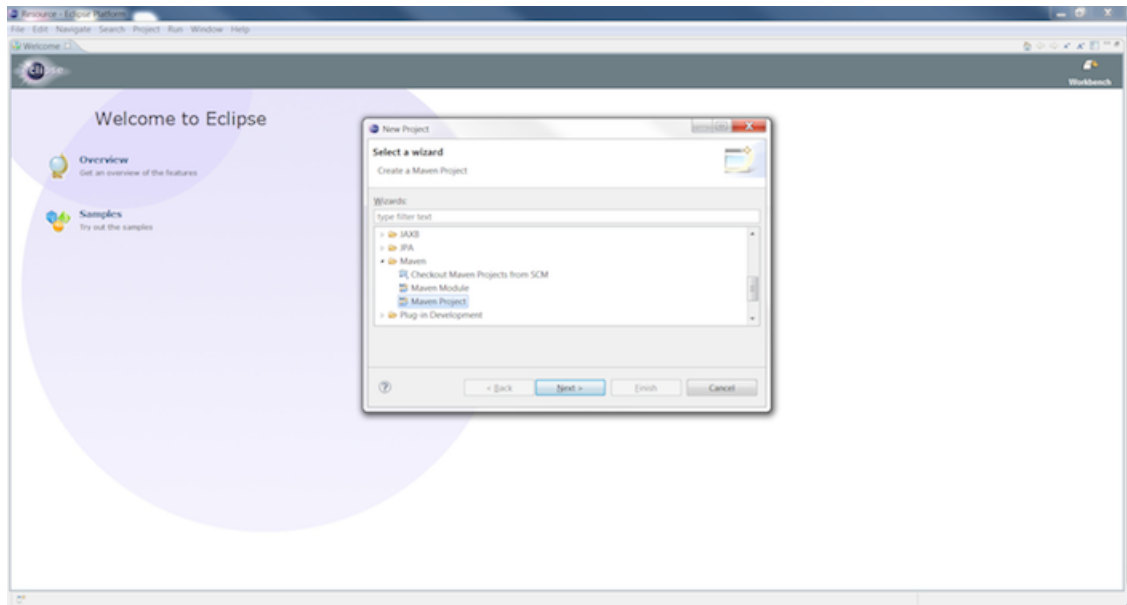 Resource - Eclipse Platform
File Edit Navigate Search Project Run Window Help
Welcome
eclipse
Workbench
Welcome to Eclipse
Overview
Get an overview of the features
Samples
Try out the samples
New Project
Select a wizard
Create a Maven Project
Wizards:
type filter text
JAXB
JPA
Maven
Checkout Maven Projects from SCM
Maven Module
Maven Project
Plug-in Development
? < Back Next > Finish Cancel